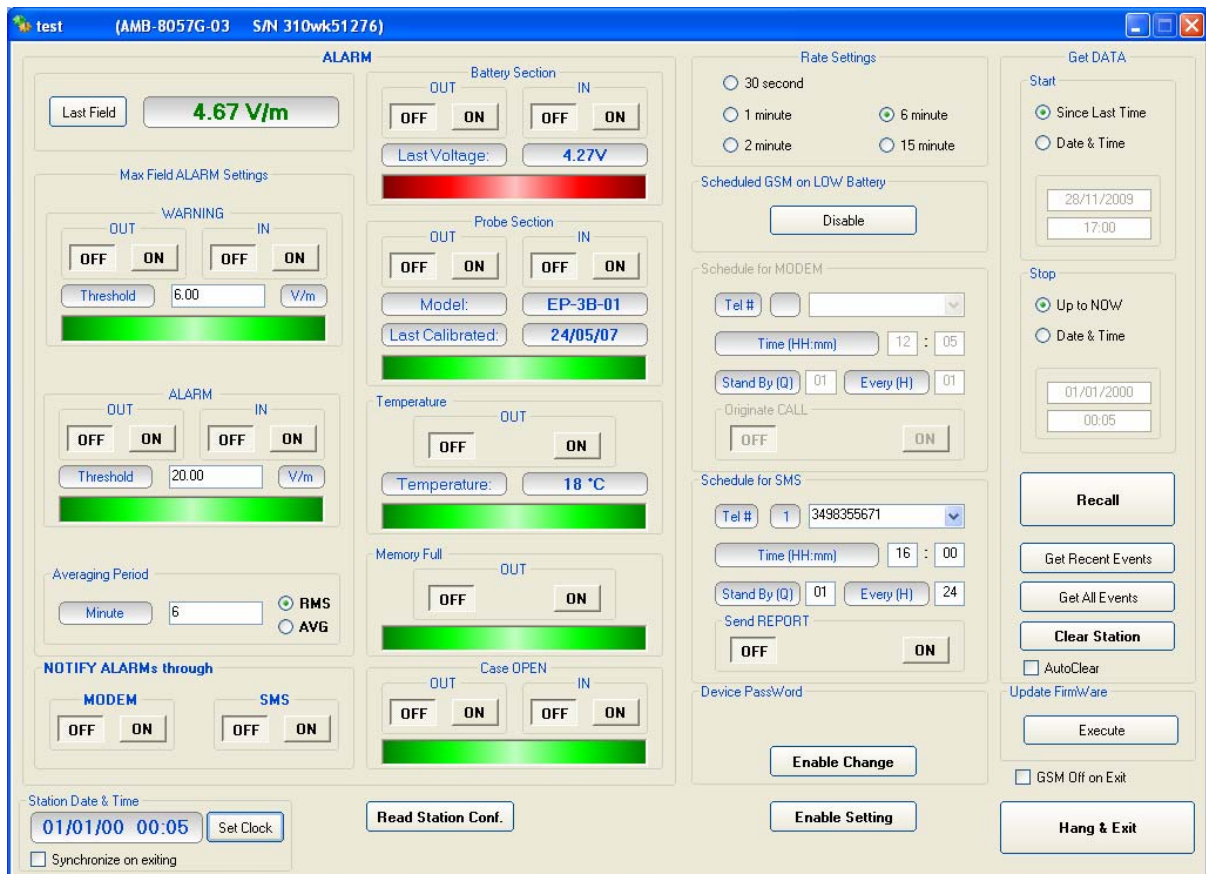 test (AMB-8057G-03 S/N 310wk51276)
ALARM
Last Field
4.67 V/m
Max Field ALARM Settings
WARNING
OUT
IN
OFF ON
OFF ON
Threshold 6.00 V/m
ALARM
OUT
IN
OFF ON
OFF ON
Threshold 20.00 V/m
Averaging Period
Minute 6
RMS
AVG
NOTIFY ALARMs through
MODEM
SMS
OFF ON
OFF ON
Station Date & Time
01/01/00 00:05
Set Clock
Synchronize on exiting
Battery Section
OUT
IN
OFF ON
OFF ON
Last Voltage: 4.27V
Probe Section
OUT
IN
OFF ON
OFF ON
Model: EP-3B-01
Last Calibrated: 24/05/07
Temperature
OUT
OFF ON
Temperature: 18 °C
Memory Full
OUT
OFF ON
Case OPEN
OUT
IN
OFF ON
OFF ON
Read Station Conf.
Rate Settings
30 second
1 minute
6 minute
2 minute
15 minute
Scheduled GSM on LOW Battery
Disable
Schedule for MODEM
Tel #
Time (HH:mm) 12 : 05
Stand By (Q) 01 Every (H) 01
Originate CALL
OFF ON
Schedule for SMS
Tel # 1 3498355671
Time (HH:mm) 16 : 00
Stand By (Q) 01 Every (H) 24
Send REPORT
OFF ON
Device PassWord
Enable Change
Enable Setting
Get DATA
Start
Since Last Time
Date & Time
28/11/2009
17:00
Stop
Up to NOW
Date & Time
01/01/2000
00:05
Recall
Get Recent Events
Get All Events
Clear Station
AutoClear
Update FirmWare
Execute
GSM Off on Exit
Hang & Exit